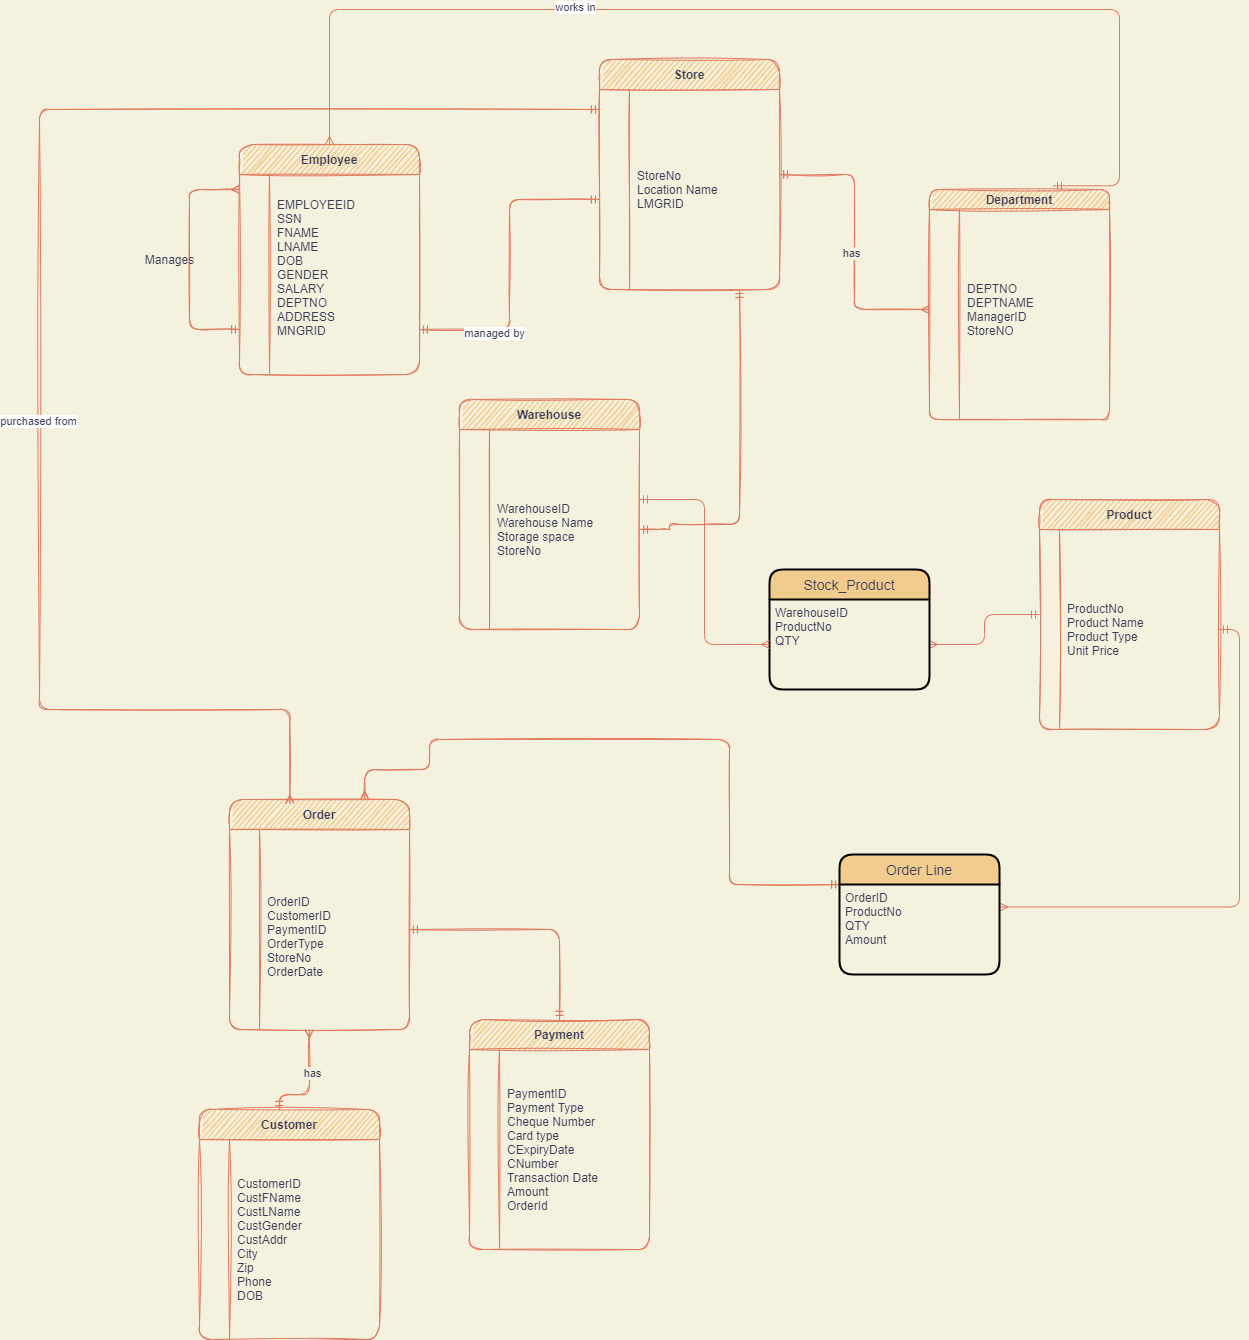 works in
Store
StoreNo
Location Name
LMGRID
Employee
EMPLOYEEID
SSN
FNAME
LNAME
DOB
GENDER
SALARY
DEPTNO
ADDRESS
MNGRID
Manages
managed by
has
Department
DEPTNO
DEPTNAME
ManagerID
StoreNO
purchased from
Warehouse
WarehouseID
Warehouse Name
Storage space
StoreNo
Stock_Product
WarehouseID
ProductNo
QTY
Product
ProductNo
Product Name
Product Type
Unit Price
Order
OrderID
CustomerID
PaymentID
OrderType
StoreNo
OrderDate
Order Line
OrderID
ProductNo
QTY
Amount
has
Payment
PaymentID
Payment Type
Cheque Number
Card type
CExpiryDate
CNumber
Transaction Date
Amount
OrderId
Customer
CustomerID
CustFName
CustLName
CustGender
CustAddr
City
Zip
Phone
DOB